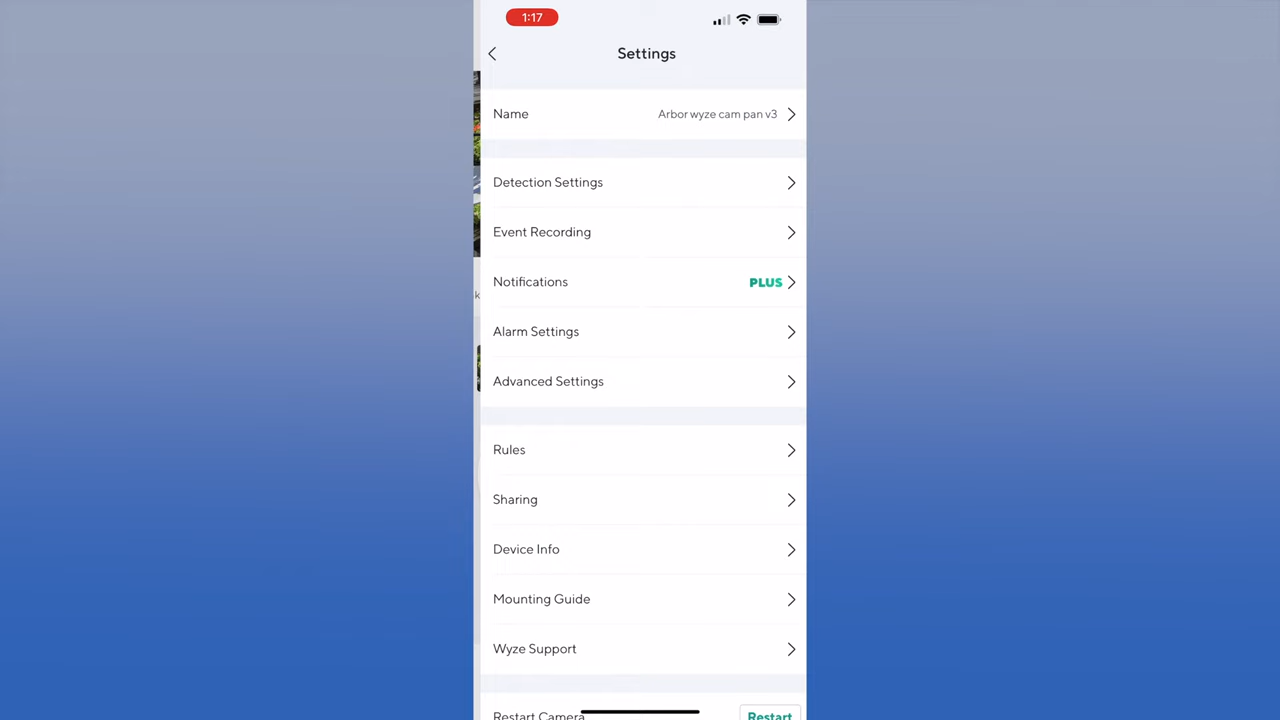 1:17
Settings
Name Arbor wyze cam pan v3
Detection Settings
Event Recording
Notifications PLUS
Alarm Settings
Advanced Settings
Rules
Sharing
Device Info
Mounting Guide
Wyze Support
Restart Camera Restart